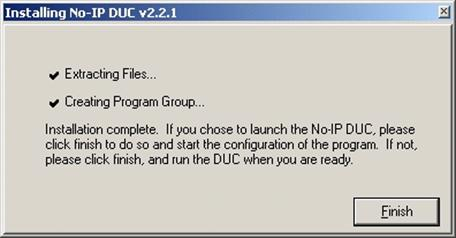 Installing No-IP DUC v2.2.1
Extracting Files...
Creating Program Group...
Installation complete. If you chose to launch the No-IP DUC, please
click finish to do so and start the configuration of the program. If not,
please click finish, and run the DUC when you are ready.
Finish